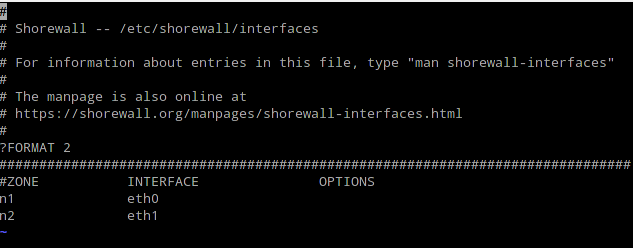 #
# Shorewall -- /etc/shorewall/interfaces
#
# For information about entries in this file, type "man shorewall-interfaces"
#
# The manpage is also online at
# https://shorewall.org/manpages/shorewall-interfaces.html
#
?FORMAT 2
###############################################################################
#ZONE           INTERFACE               OPTIONS
n1              eth0
n2              eth1
~